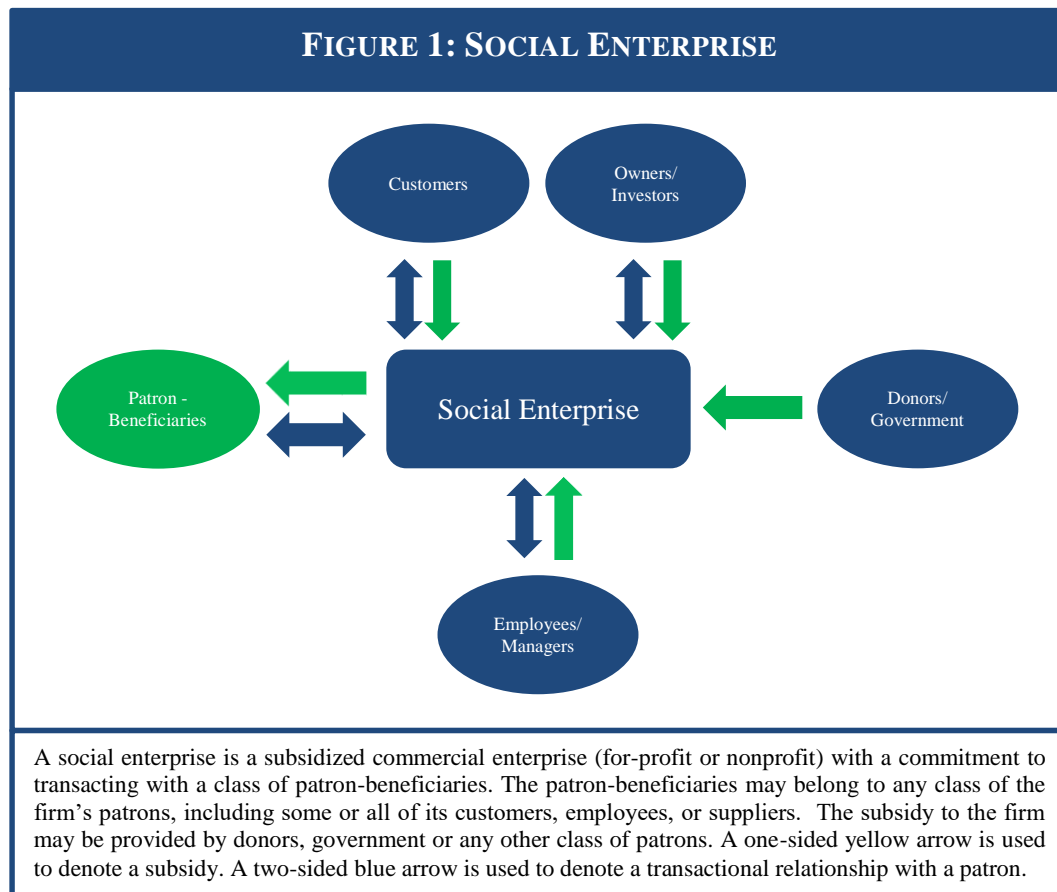 FIGURE 1: SOCIAL ENTERPRISE
Customers
Owners/
Investors
Patron -
Beneficiaries
Social Enterprise
Donors/
Government
Employees/
Managers
A social enterprise is a subsidized commercial enterprise (for-profit or nonprofit) with a commitment to
transacting with a class of patron-beneficiaries. The patron-beneficiaries may belong to any class of the
firm's patrons, including some or all of its customers, employees, or suppliers. The subsidy to the firm
may be provided by donors, government or any other class of patrons. A one-sided yellow arrow is used
to denote a subsidy. A two-sided blue arrow is used to denote a transactional relationship with a patron.